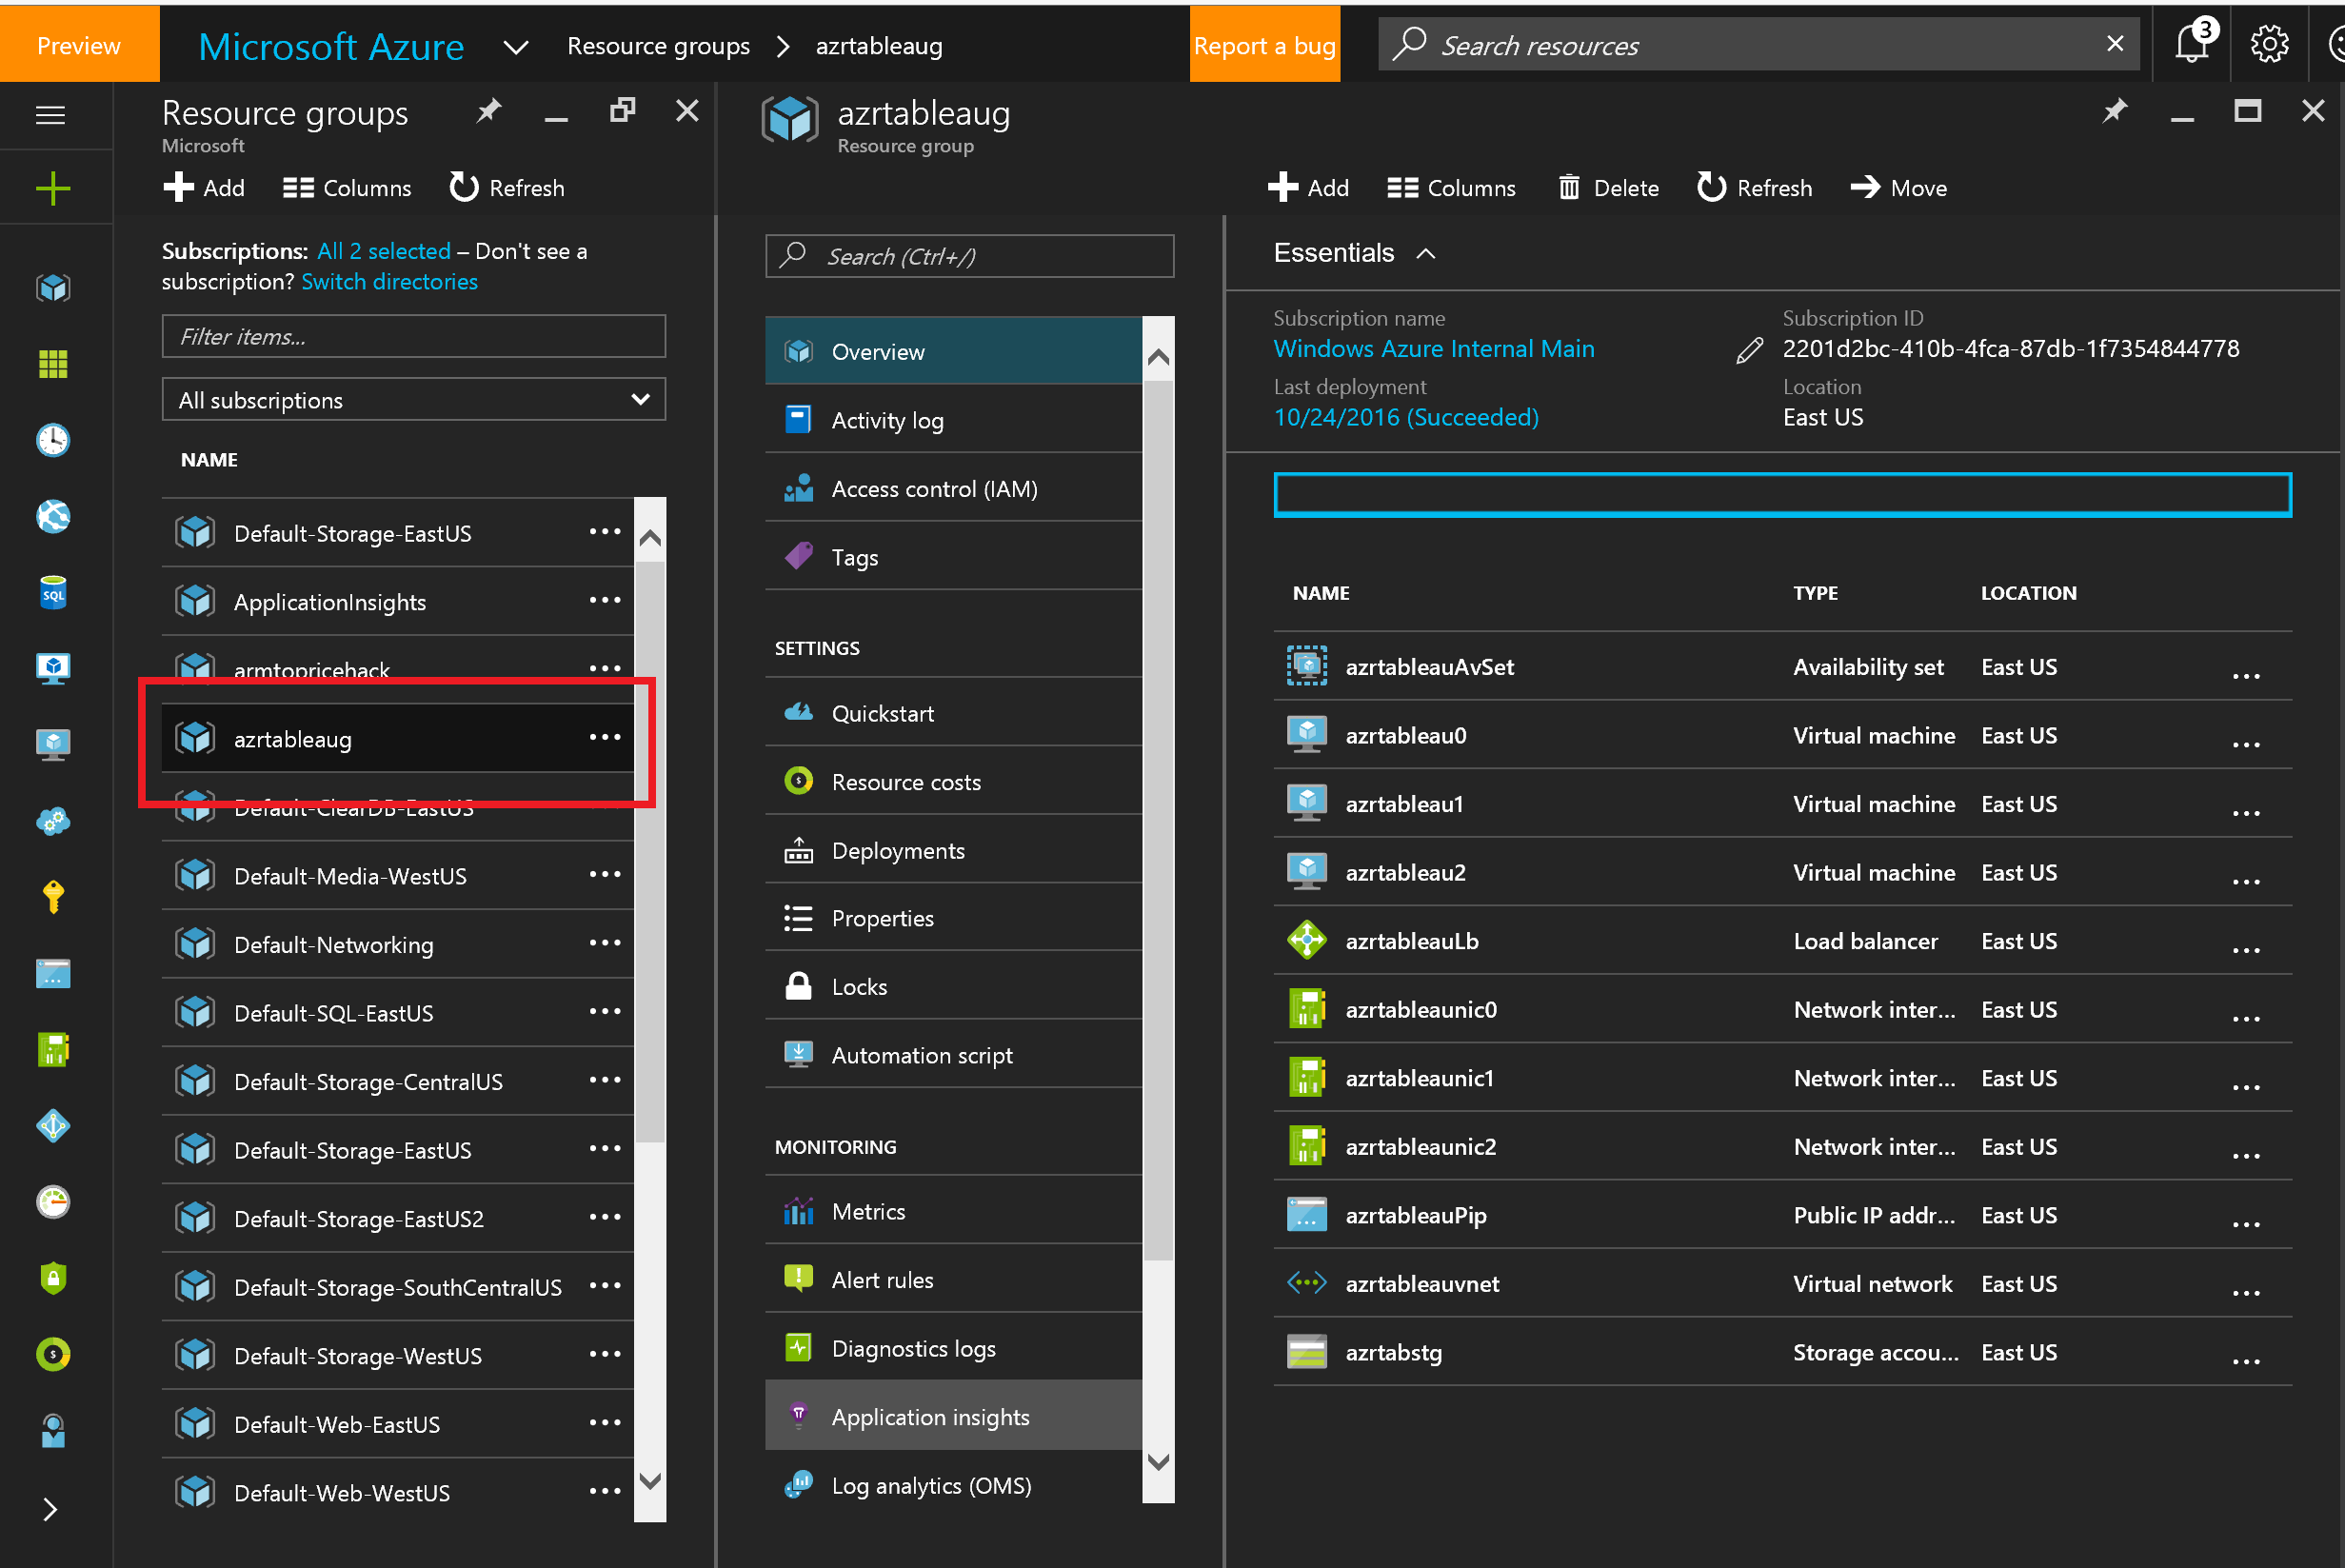 Preview
Microsoft Azure
Resource groups
azrtableaug
Report a bug
Search resources
3
Resource groups
Microsoft
Add
Columns
Refresh
Subscriptions: All 2 selected – Don't see a
subscription? Switch directories
Filter items...
All subscriptions
NAME
Default-Storage-EastUS
ApplicationInsights
armtopricehack
azrtableaug
Default-ClearDB-EastUS
Default-Media-WestUS
Default-Networking
Default-SQL-EastUS
Default-Storage-CentralUS
Default-Storage-EastUS
Default-Storage-EastUS2
Default-Storage-SouthCentralUS
Default-Storage-WestUS
Default-Web-EastUS
Default-Web-WestUS
SQL
azrtableaug
Resource group
Search (Ctrl+/)
Overview
Activity log
Access control (IAM)
Tags
SETTINGS
Quickstart
Resource costs
Deployments
Properties
Locks
Automation script
MONITORING
Metrics
Alert rules
Diagnostics logs
Application insights
Log analytics (OMS)
Add
Columns
Delete
Refresh
Move
Essentials
Subscription name
Windows Azure Internal Main
Subscription ID
2201d2bc-410b-4fca-87db-1f7354844778
Last deployment
10/24/2016 (Succeeded)
Location
East US
NAME TYPE LOCATION
azrtableauAvSet Availability set East US
azrtableau0 Virtual machine East US
azrtableau1 Virtual machine East US
azrtableau2 Virtual machine East US
azrtableauLb Load balancer East US
azrtableaunic0 Network inter... East US
azrtableaunic1 Network inter... East US
azrtableaunic2 Network inter... East US
azrtableauPip Public IP addr... East US
azrtableauvnet Virtual network East US
azrtabstg Storage accou... East US